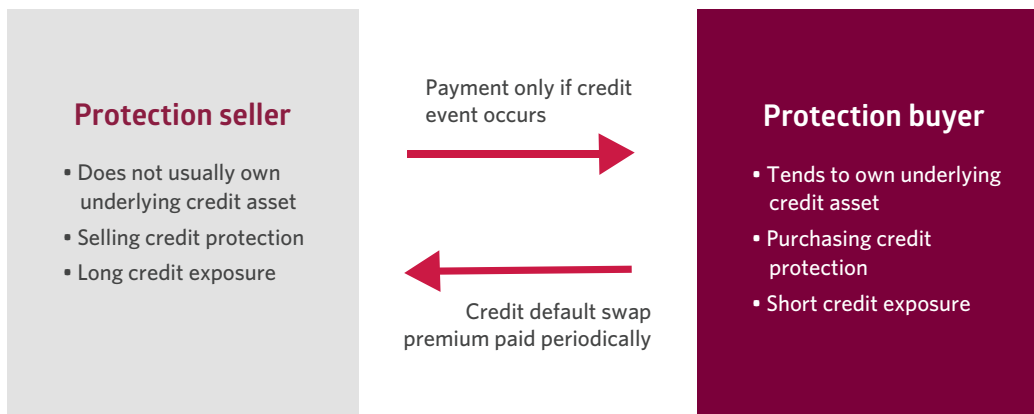 Protection seller
• Does not usually own
underlying credit asset
• Selling credit protection
• Long credit exposure
Payment only if credit
event occurs
Credit default swap
premium paid periodically
Protection buyer
• Tends to own underlying
credit asset
• Purchasing credit
protection
• Short credit exposure